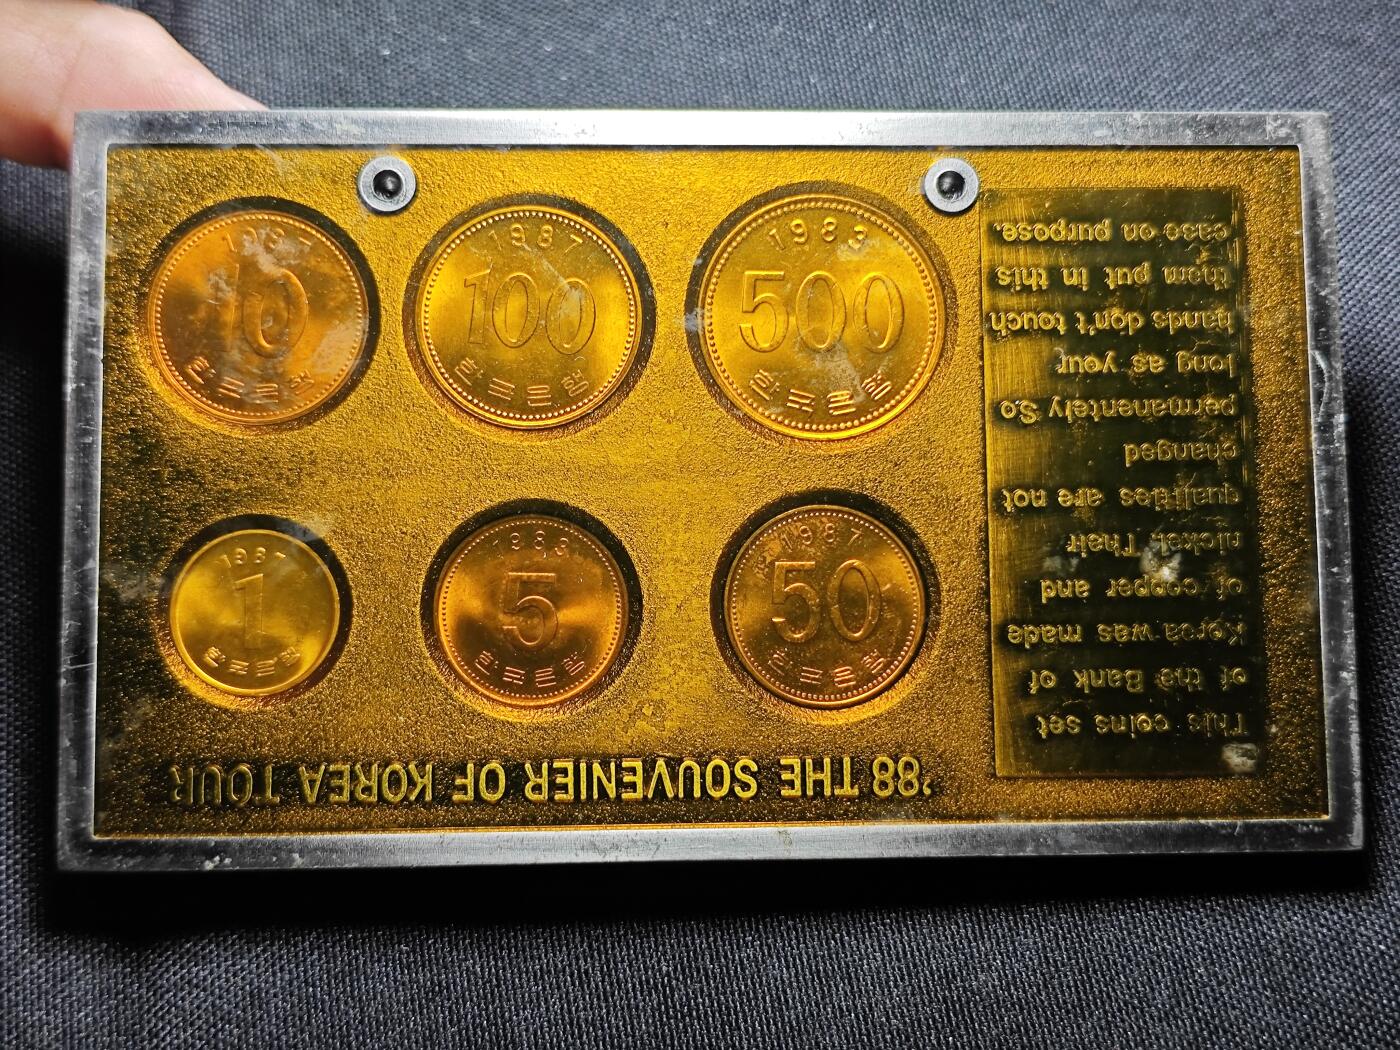 1987
10
한국은행
1987
100
한국은행
1983
500
한국은행
1987
1
한국은행
1983
5
한국은행
1987
50
한국은행
'88 THE SOUVENIER OF KOREA TOUR
This coins set
of the Bank of
Korea was made
of copper and
nickel. Their
qualities are not
changed
permanentely S.o
long as your
hands don't touch
them put in this
case on purpose.